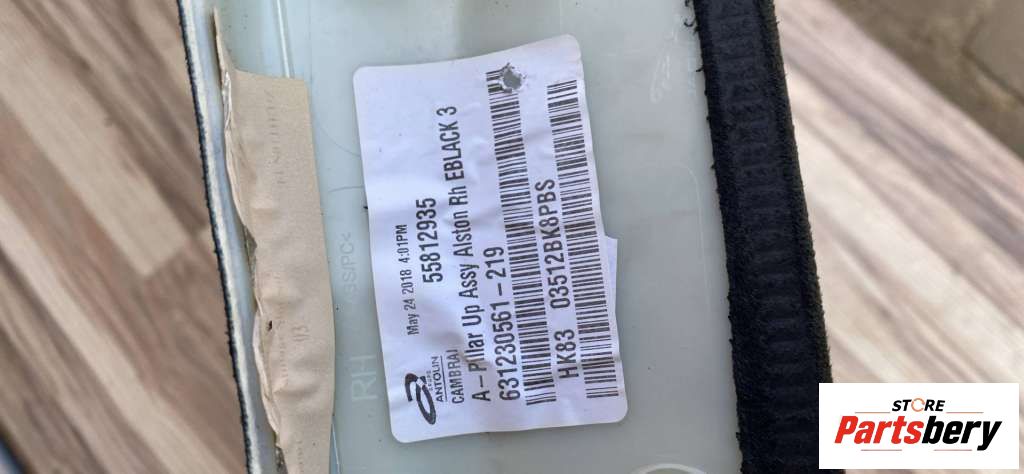 May 24 2018 4:01PM
GRUPO
ANTOLIN
CAMBRAI
55812935
A-Pillar Up Assy Alston Rh EBLACK 3
631230561-219
HK83 03512BK8PBS
RH
STORE
Partsbery